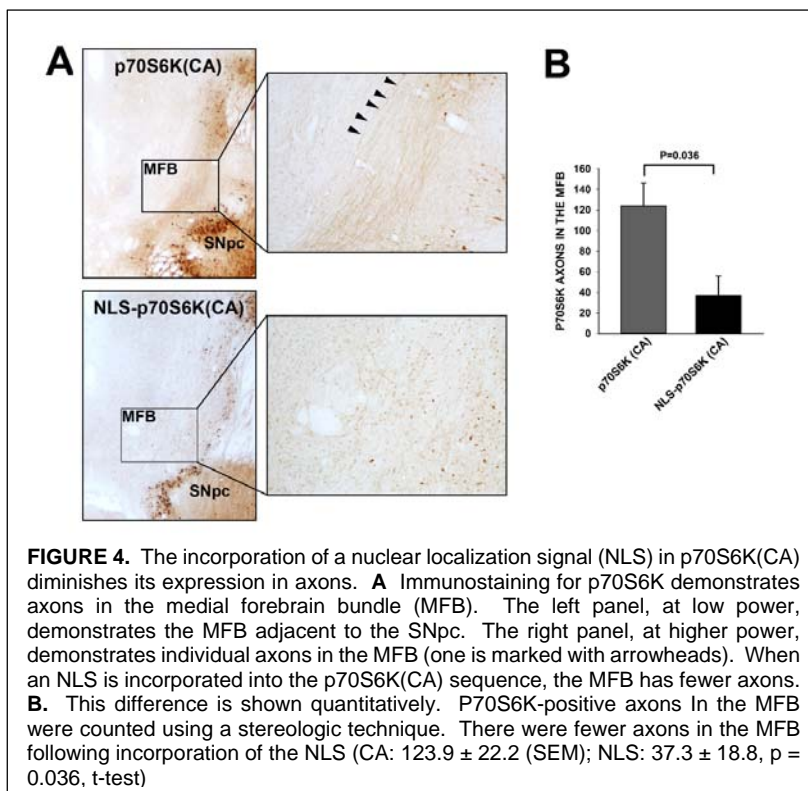 A
p70S6K(CA)
MFB
SNpc
NLS-p70S6K(CA)
MFB
SNpc
B
P=0.036
P70S6K AXONS IN THE MFB
160
140
120
100
80
60
40
20
0
p70S6K (CA)
NLS-p70S6K (CA)
FIGURE 4. The incorporation of a nuclear localization signal (NLS) in p70S6K(CA)
diminishes its expression in axons. A Immunostaining for p70S6K demonstrates
axons in the medial forebrain bundle (MFB). The left panel, at low power,
demonstrates the MFB adjacent to the SNpc. The right panel, at higher power,
demonstrates individual axons in the MFB (one is marked with arrowheads). When
an NLS is incorporated into the p70S6K(CA) sequence, the MFB has fewer axons.
B. This difference is shown quantitatively. P70S6K-positive axons In the MFB
were counted using a stereologic technique. There were fewer axons in the MFB
following incorporation of the NLS (CA: 123.9 ± 22.2 (SEM); NLS: 37.3 ± 18.8, p =
0.036, t-test)